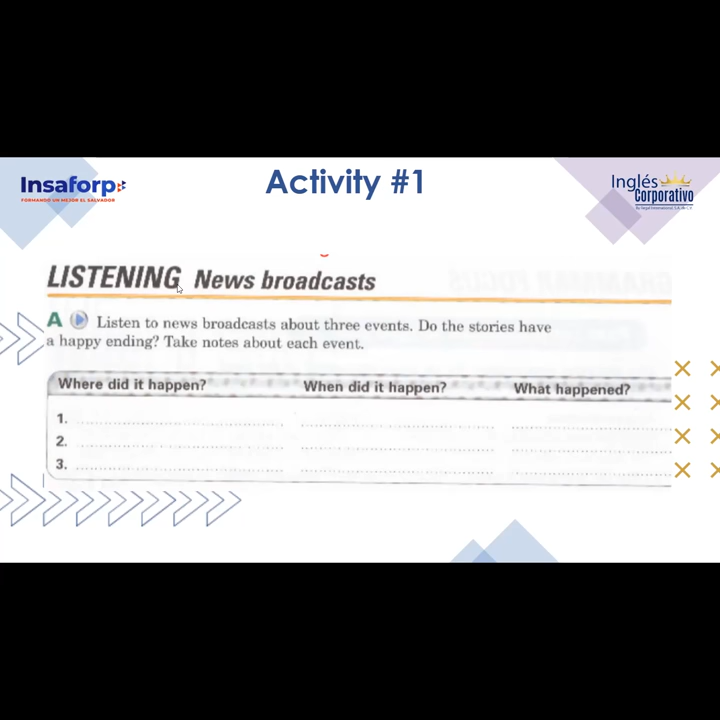 Activity #1
Insaforp
FORMANDO UN MEJOR EL SALVADOR
Inglés
Corporativo
LISTENING News broadcasts
A Listen to news broadcasts about three events. Do the stories have
a happy ending? Take notes about each event.
Where did it happen? When did it happen? What happened?
1.
2.
3.